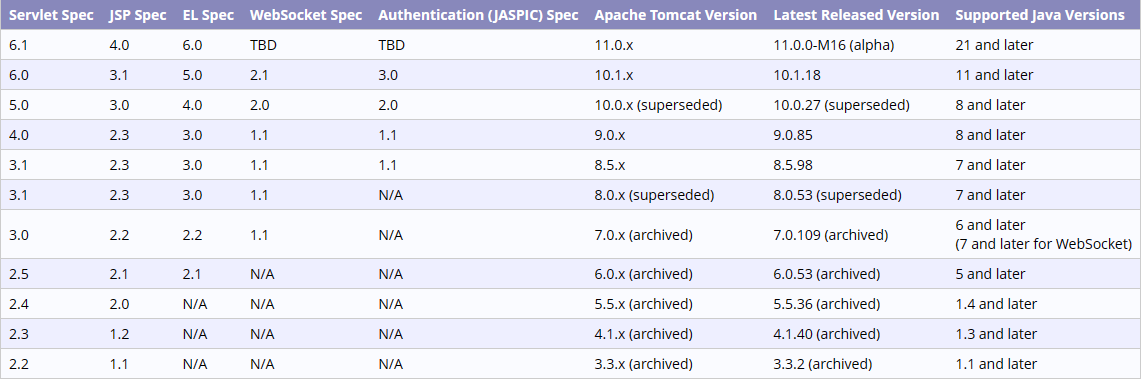 Servlet Spec JSP Spec EL Spec WebSocket Spec Authentication (JASPIC) Spec Apache Tomcat Version Latest Released Version Supported Java Versions
6.1 4.0 6.0 TBD TBD 11.0.x 11.0.0-M16 (alpha) 21 and later
6.0 3.1 5.0 2.1 3.0 10.1.x 10.1.18 11 and later
5.0 3.0 4.0 2.0 2.0 10.0.x (superseded) 10.0.27 (superseded) 8 and later
4.0 2.3 3.0 1.1 1.1 9.0.x 9.0.85 8 and later
3.1 2.3 3.0 1.1 1.1 8.5.x 8.5.98 7 and later
3.1 2.3 3.0 1.1 N/A 8.0.x (superseded) 8.0.53 (superseded) 7 and later
3.0 2.2 2.2 1.1 N/A 7.0.x (archived) 7.0.109 (archived) 6 and later
(7 and later for WebSocket)
2.5 2.1 2.1 N/A N/A 6.0.x (archived) 6.0.53 (archived) 5 and later
2.4 2.0 N/A N/A N/A 5.5.x (archived) 5.5.36 (archived) 1.4 and later
2.3 1.2 N/A N/A N/A 4.1.x (archived) 4.1.40 (archived) 1.3 and later
2.2 1.1 N/A N/A N/A 3.3.x (archived) 3.3.2 (archived) 1.1 and later